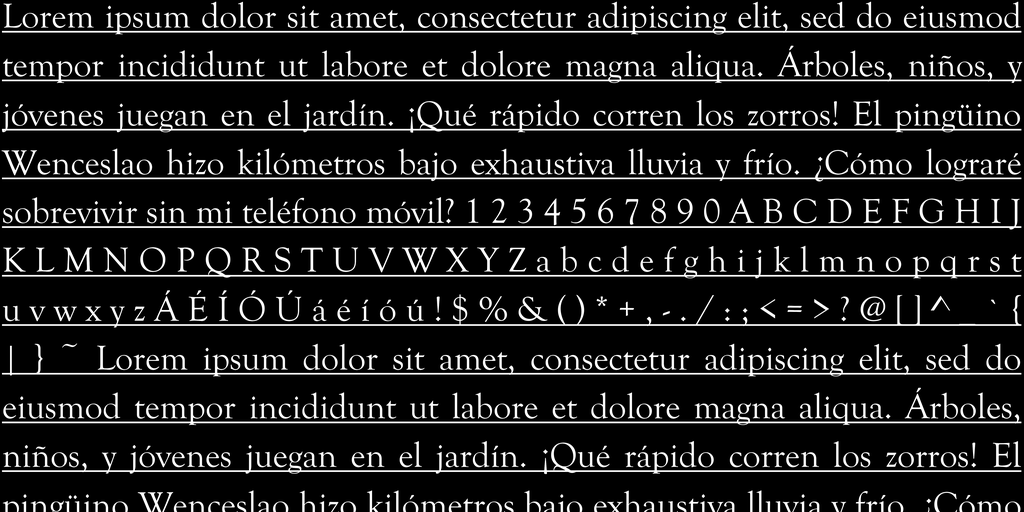 Lorem ipsum dolor sit amet, consectetur adipiscing elit, sed do eiusmod
tempor incididunt ut labore et dolore magna aliqua. Árboles, niños, y
jóvenes juegan en el jardín. ¡Qué rápido corren los zorros! El pingüino
Wenceslao hizo kilómetros bajo exhaustiva lluvia y frío. ¿Cómo lograré
sobrevivir sin mi teléfono móvil? 1 2 3 4 5 6 7 8 9 0 A B C D E F G H I J
K L M N O P Q R S T U V W X Y Z a b c d e f g h i j k l m n o p q r s t
u v w x y z Á É Í Ó Ú á é í ó ú ! $ % & ( ) * + , - . / : ; < = > ? @ [ ] ^ _ ` {
| } ~ Lorem ipsum dolor sit amet, consectetur adipiscing elit, sed do
eiusmod tempor incididunt ut labore et dolore magna aliqua. Árboles,
niños, y jóvenes juegan en el jardín. ¡Qué rápido corren los zorros! El
pingüino Wenceslao hizo kilómetros bajo exhaustiva lluvia y frío. ¿Cómo